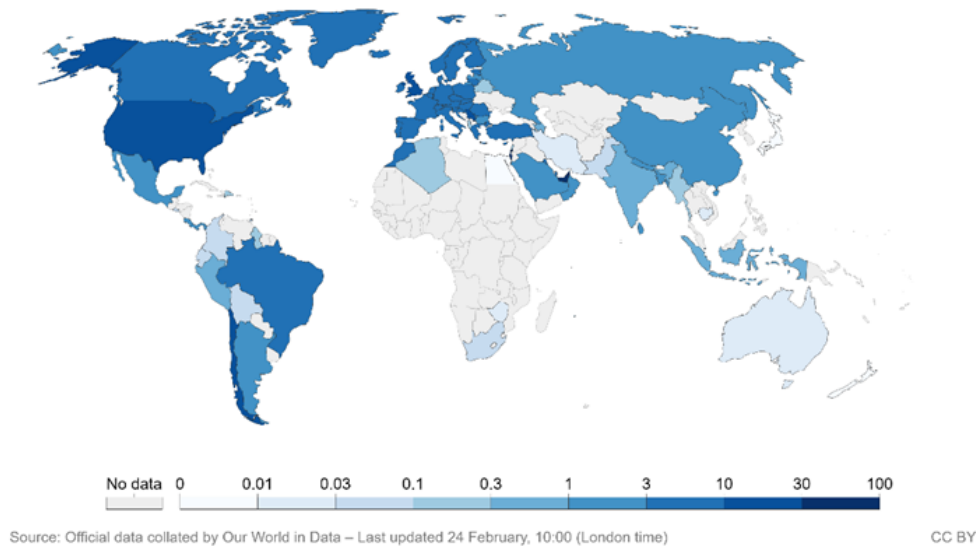 No data 0 0.01 0.03 0.1 0.3 1 3 10 30 100
Source: Official data collated by Our World in Data – Last updated 24 February, 10:00 (London time) CC BY